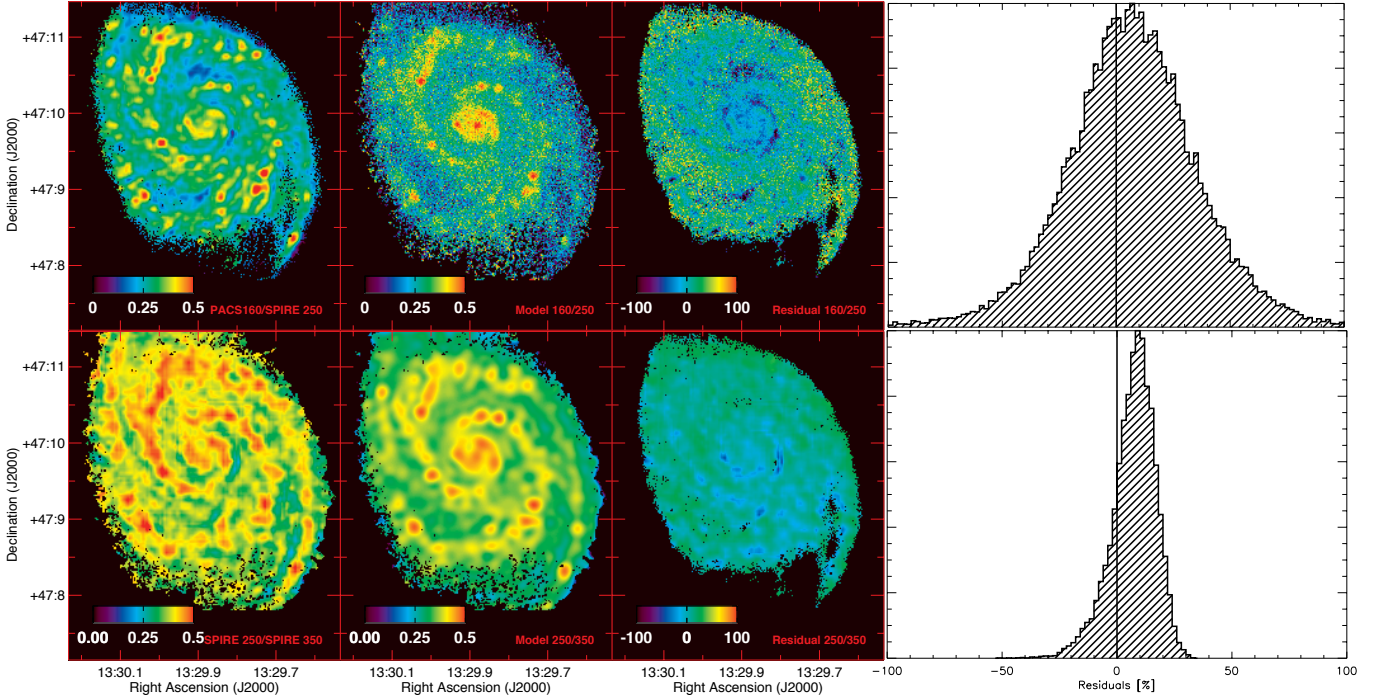 Declination (J2000)
+47:11
+47:10
+47:9
+47:8
0 0.25 0.5 PACS160/SPIRE 250
0 0.25 0.5 Model 160/250
-100 0 100 Residual 160/250
Declination (J2000)
+47:11
+47:10
+47:9
+47:8
0.00 0.25 0.5 SPIRE 250/SPIRE 350
0.00 0.25 0.5 Model 250/350
-100 0 100 Residual 250/350
13:30.1 13:29.9 13:29.7
13:30.1 13:29.9 13:29.7
13:30.1 13:29.9 13:29.7
-100 -50 0 50 100
Right Ascension (J2000)
Right Ascension (J2000)
Right Ascension (J2000)
Residuals [%]